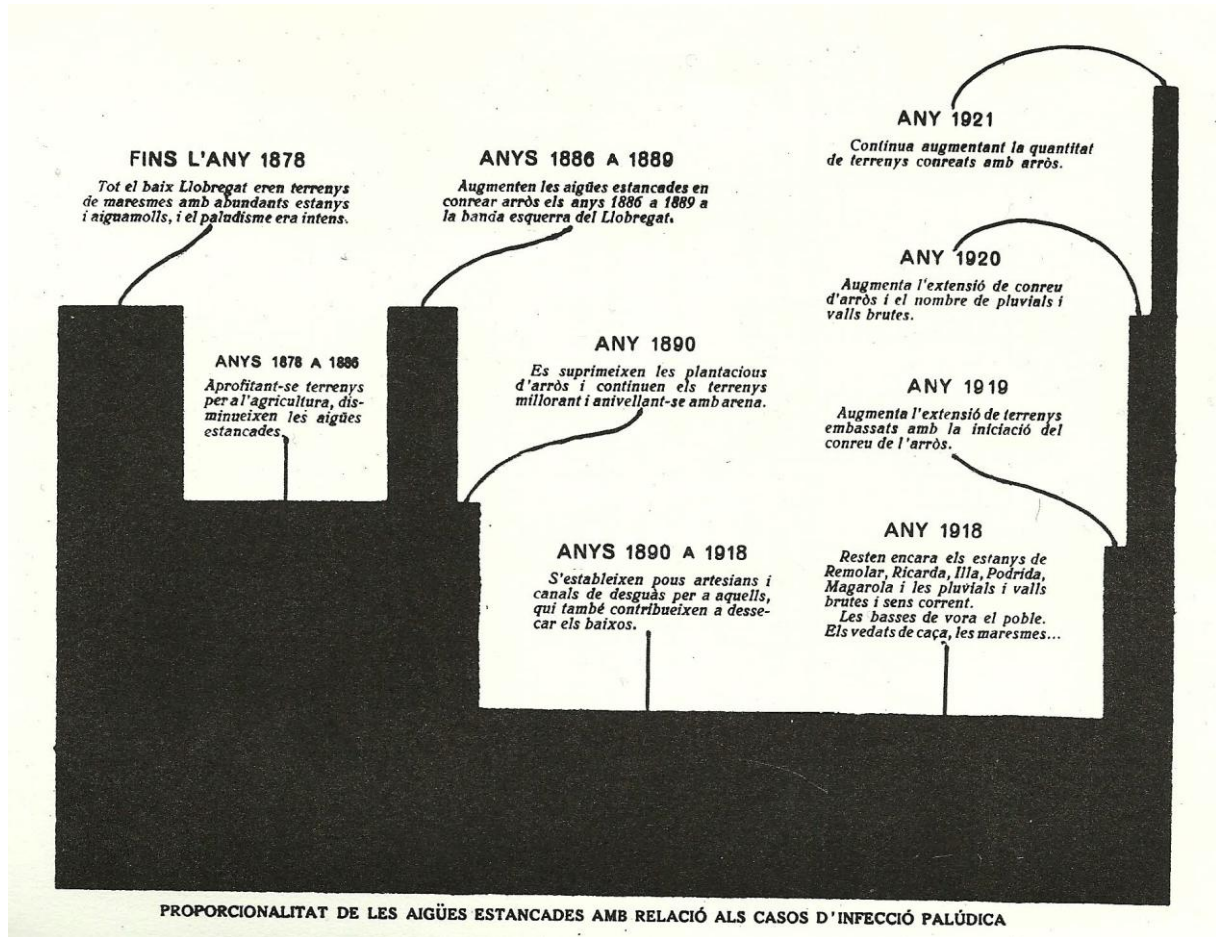 FINS L'ANY 1878
Tot el baix Llobregat eren terrenys
de maresmes amb abundants estanys
i aiguamolls, i el paludisme era intens.
ANYS 1878 A 1886
Aprofitant-se terrenys
per a l'agricultura, dis-
minueixen les aigües
estancades.
ANYS 1886 A 1889
Augmenten les aigües estancades en
conrear arròs els anys 1886 a 1889 a
la banda esquerra del Llobregat.
ANY 1890
Es suprimeixen les plantacious
d'arròs i continuen els terrenys
millorant i anivellant-se amb arena.
ANYS 1890 A 1918
S'estableixen pous artesians i
canals de desguàs per a aquells,
qui també contribueixen a desse-
car els baixos.
ANY 1918
Resten encara els estanys de
Remolar, Ricarda, Illa, Podrida,
Magarola i les pluvials i valls
brutes i sens corrent.
Les basses de vora el poble.
Els vedats de caça, les maresmes...
ANY 1919
Augmenta l'extensió de terrenys
embassats amb la iniciació del
conreu de l'arròs.
ANY 1920
Augmenta l'extensió de conreu
d'arròs i el nombre de pluvials i
valls brutes.
ANY 1921
Continua augmentant la quantitat
de terrenys conreats amb arròs.
PROPORCIONALITAT DE LES AIGÜES ESTANCADES AMB RELACIÓ ALS CASOS D'INFECCIÓ PALÚDICA